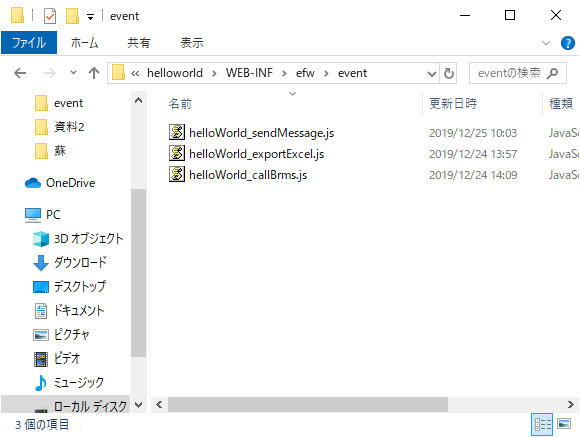 event
ファイル ホーム 共有 表示
« helloworld › WEB-INF › efw › event eventの検索
event
資料2
蘇
OneDrive
PC
3D オブジェクト
ダウンロード
デスクトップ
ドキュメント
ピクチャ
ビデオ
ミュージック
ローカル ディスク
名前 更新日時 種類
helloWorld_sendMessage.js 2019/12/25 10:03 JavaSc
helloWorld_exportExcel.js 2019/12/24 13:57 JavaSc
helloWorld_callBrms.js 2019/12/24 14:09 JavaSc
3 個の項目